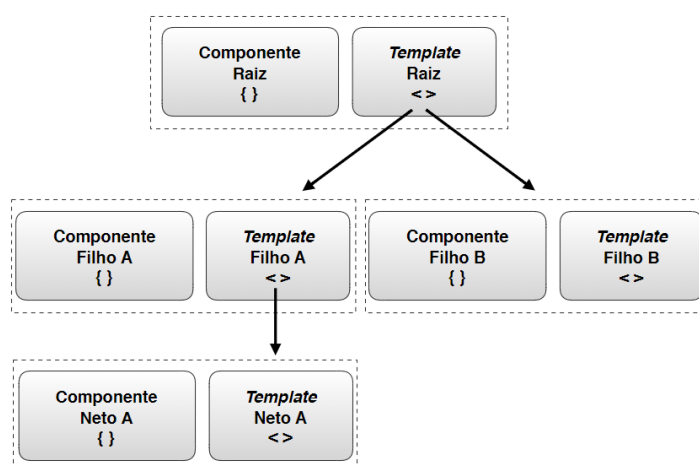 Componente
Raiz
{ }
Template
Raiz
< >
Componente
Filho A
{ }
Template
Filho A
< >
Componente
Filho B
{ }
Template
Filho B
< >
Componente
Neto A
{ }
Template
Neto A
< >